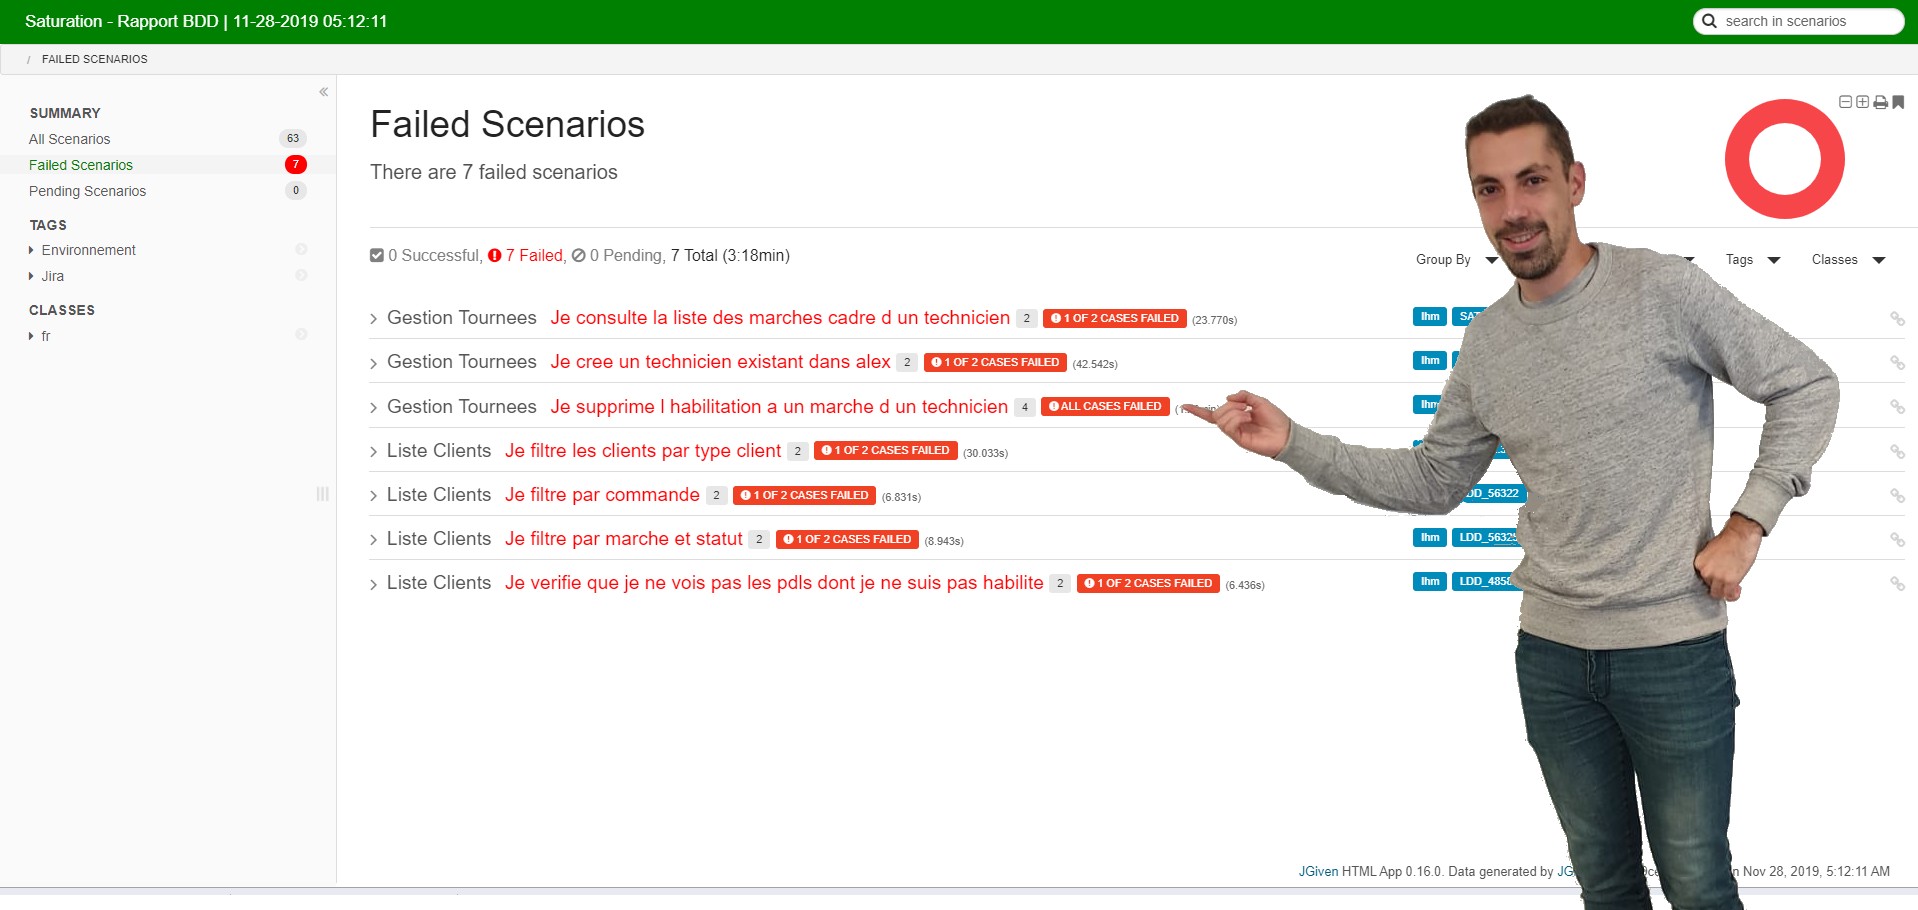 Saturation - Rapport BDD | 11-28-2019 05:12:11
search in scenarios
/ FAILED SCENARIOS
«
SUMMARY
All Scenarios 63
Failed Scenarios 7
Pending Scenarios 0
TAGS
Environnement
Jira
CLASSES
fr
Failed Scenarios
There are 7 failed scenarios
0 Successful, 7 Failed, 0 Pending, 7 Total (3:18min)
Group By Tags Classes
Gestion Tournees Je consulte la liste des marches cadre d un technicien 2 1 OF 2 CASES FAILED (23.770s) Ihm
Gestion Tournees Je cree un technicien existant dans alex 2 1 OF 2 CASES FAILED (42.542s) Ihm
Gestion Tournees Je supprime l habilitation a un marche d un technicien 4 ALL CASES FAILED Ihm
Liste Clients Je filtre les clients par type client 2 1 OF 2 CASES FAILED (30.033s)
Liste Clients Je filtre par commande 2 1 OF 2 CASES FAILED (6.831s) DD_56322
Liste Clients Je filtre par marche et statut 2 1 OF 2 CASES FAILED (8.943s) Ihm LDD_5632
Liste Clients Je verifie que je ne vois pas les pdls dont je ne suis pas habilite 2 1 OF 2 CASES FAILED (6.436s) Ihm LDD_485
JGiven HTML App 0.16.0. Data generated by JG n Nov 28, 2019, 5:12:11 AM